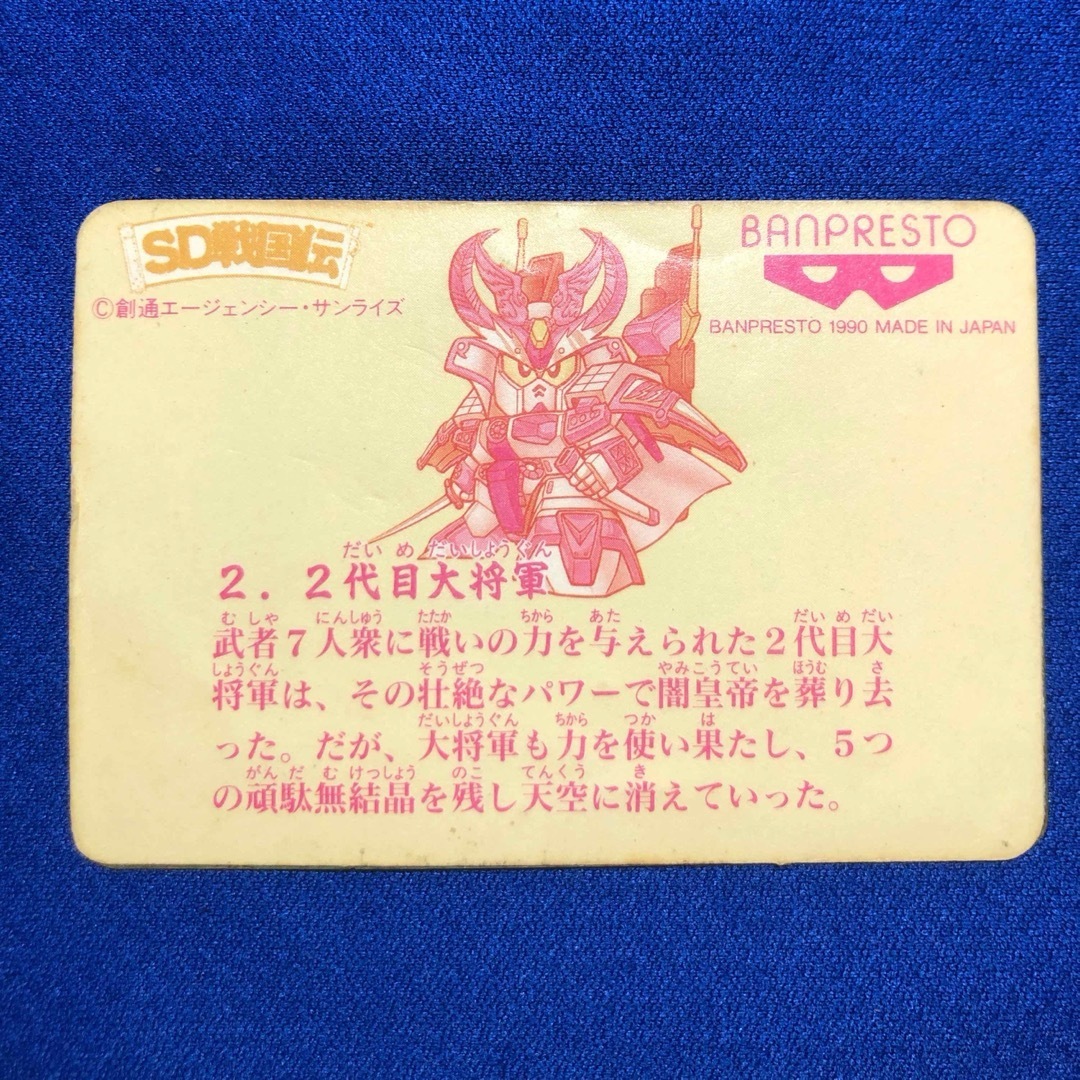 SD戦国伝
©創通エージェンシー・サンライズ
BANPRESTO
BANPRESTO 1990 MADE IN JAPAN
だいめだいしょうぐん
2．2代目大将軍
むしゃ にんしゅう たたか ちから あた だいめだい
武者7人衆に戦いの力を与えられた2代目大
しょうぐん そうぜつ やみこうてい ほうむ さ
将軍は、その壮絶なパワーで闇皇帝を葬り去
だいしょうぐん ちから つか は
った。だが、大将軍も力を使い果たし、5つ
がんだむけっしょう のこ てんくう き
の頑駄無結晶を残し天空に消えていった。